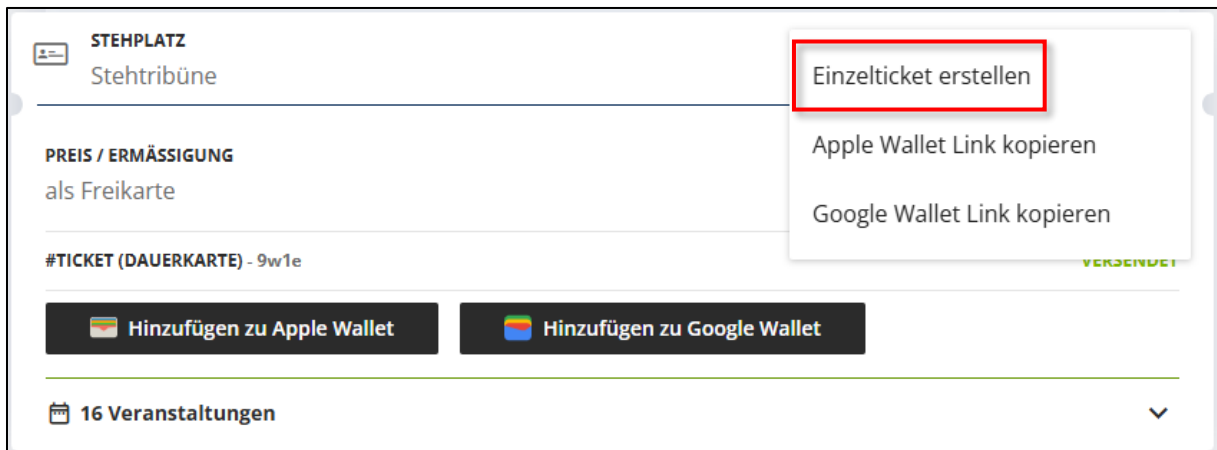 STEHPLATZ
Stehtribüne
Einzelticket erstellen
Apple Wallet Link kopieren
Google Wallet Link kopieren
PREIS / ERMÄSSIGUNG
als Freikarte
#TICKET (DAUERKARTE) - 9w1e
VERSENDET
Hinzufügen zu Apple Wallet
Hinzufügen zu Google Wallet
16 Veranstaltungen